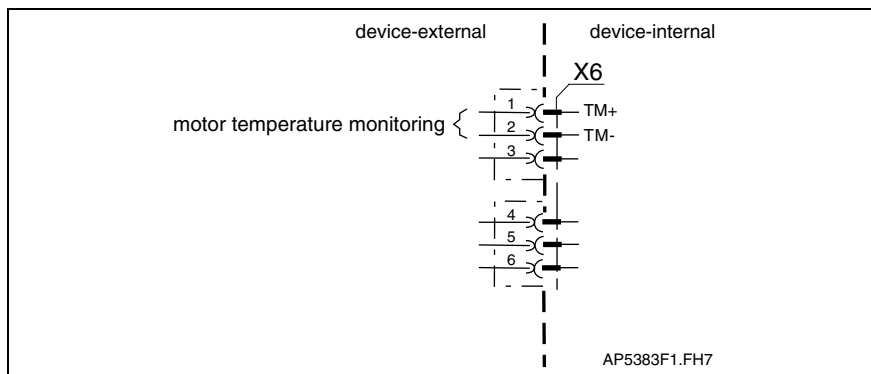 device-external
device-internal
X6
1
TM+
motor temperature monitoring
2
TM-
3
4
5
6
AP5383F1.FH7